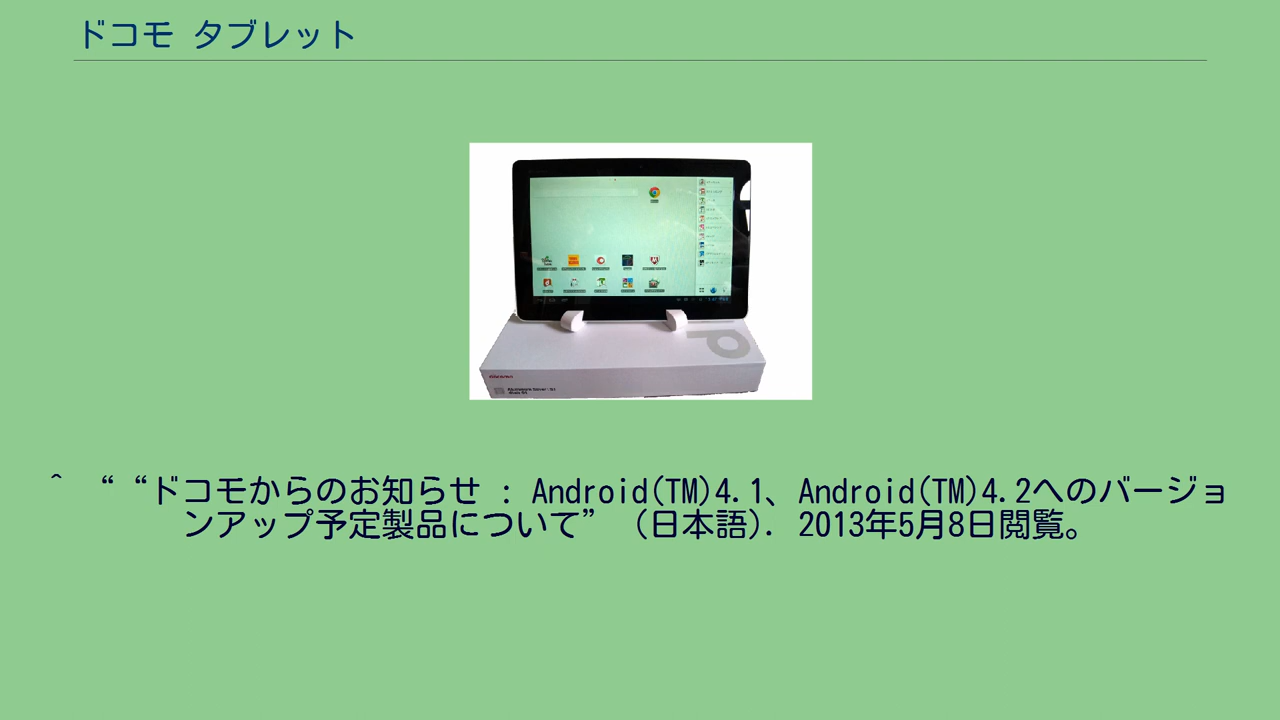 ドコモ タブレット
^ “ “ドコモからのお知らせ : Android(TM)4.1、Android(TM)4.2へのバージョ
ンアップ予定製品について” (日本語). 2013年5月8日閲覧。